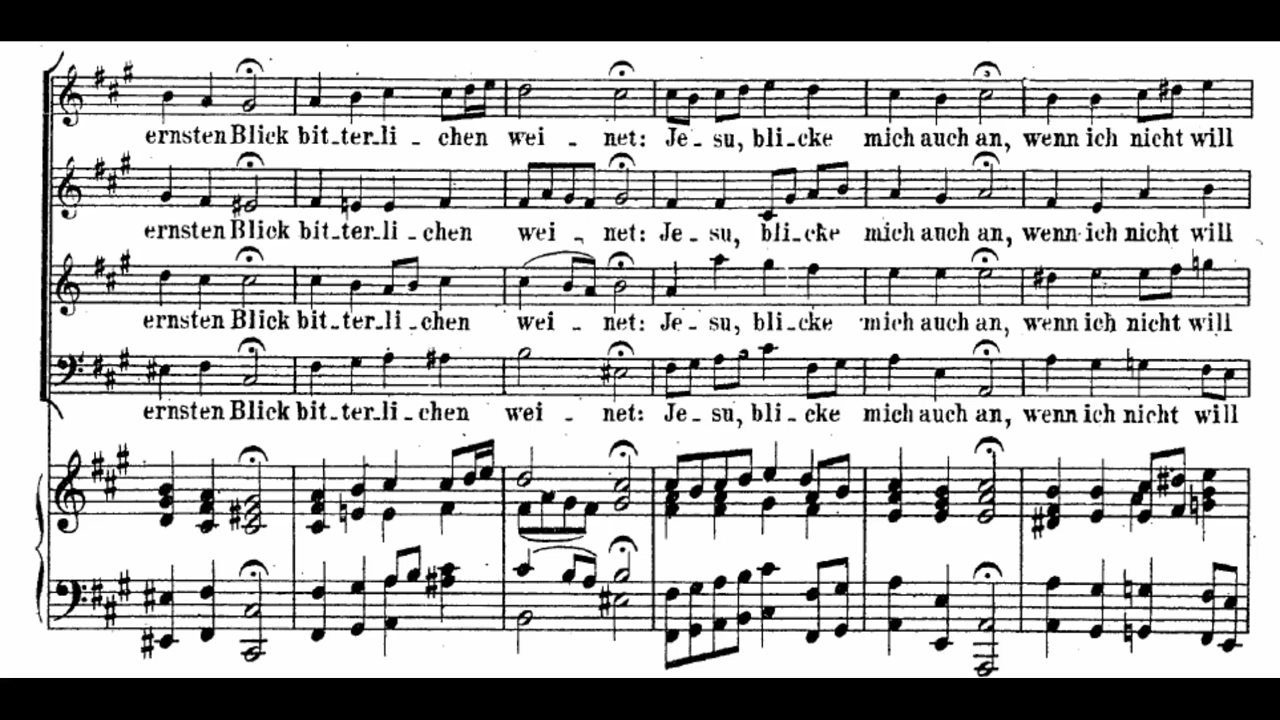 ernsten Blick bit-ter-li-chen wei-net: Je-su, bli-cke mich auch an, wenn ich nicht will
ernsten Blick bit-ter-li-chen wei-net: Je-su, bli-cke mich auch an, wenn ich nicht will
ernsten Blick bit-ter-li-chen wei-net: Je-su, bli-cke mich auch an, wenn ich nicht will
ernsten Blick bit-ter-li-chen wei-net: Je-su, bli-cke mich auch an, wenn ich nicht will